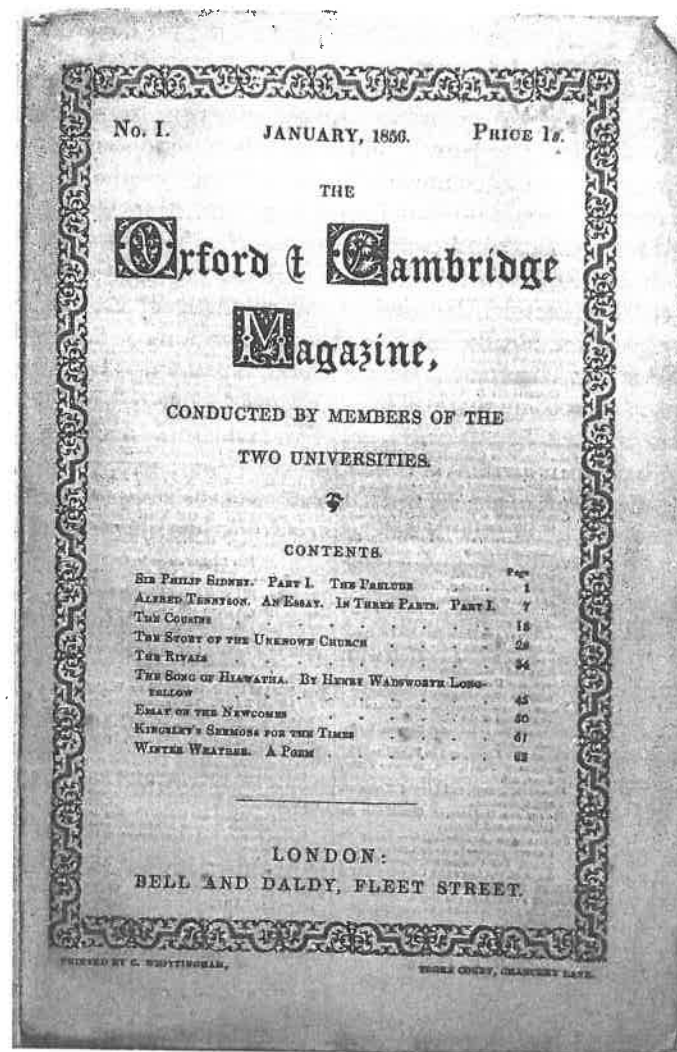 No. I. JANUARY, 1856. PRICE 1s.
THE
Oxford & Cambridge
Magazine,
CONDUCTED BY MEMBERS OF THE
TWO UNIVERSITIES.
CONTENTS.
Page
SIR PHILIP SIDNEY. PART I. THE PRELUDE . . 1
ALFRED TENNYSON. AN ESSAY. IN THREE PARTS. PART I. 7
THE COUSINS . . . . . . . . 18
THE STORY OF THE UNKNOWN CHURCH . . . . 28
THE RIVALS . . . . . . . . 34
THE SONG OF HIAWATHA. BY HENRY WADSWORTH LONG-
FELLOW . . . . . . . . 45
ESSAY ON THE NEWCOMES . . . . . . 50
KINGSLEY'S SERMONS FOR THE TIMES . . . . 61
WINTER WEATHER. A POEM . . . . . . 62
LONDON:
BELL AND DALDY, FLEET STREET.
PRINTED BY C. WHITTINGHAM, TOOKS COURT, CHANCERY LANE.